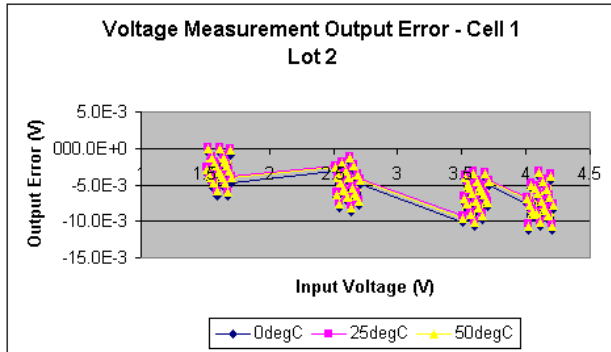 Voltage Measurement Output Error - Cell 1
Lot 2
5.0E-3
000.0E+0
-5.0E-3
-10.0E-3
-15.0E-3
Output Error (V)
1 1.5 2 2.5 3 3.5 4 4.5
Input Voltage (V)
0degC 25degC 50degC